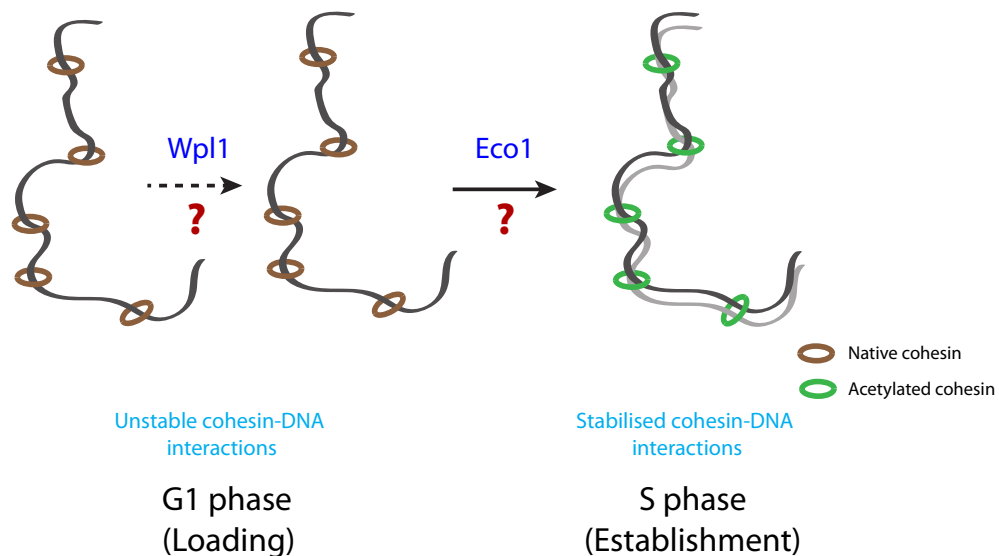 Wpl1
?
Eco1
?
Native cohesin
Acetylated cohesin
Unstable cohesin-DNA
interactions
Stabilised cohesin-DNA
interactions
G1 phase
(Loading)
S phase
(Establishment)